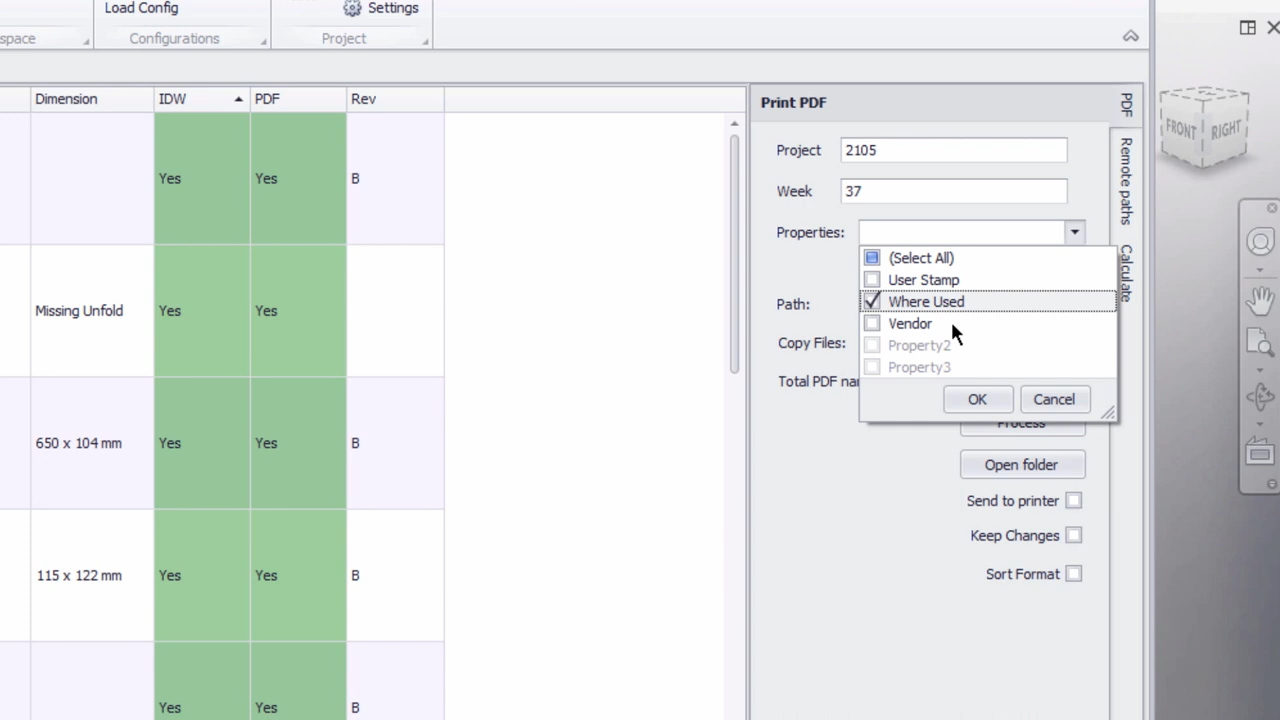 Load Config
Settings
space
Configurations
Project
Dimension IDW PDF Rev
Yes Yes B
Missing Unfold Yes Yes
650 x 104 mm Yes Yes B
115 x 122 mm Yes Yes B
Yes Yes B
Print PDF
Project 2105
Week 37
Properties:
(Select All)
User Stamp
Where Used
Vendor
Property2
Property3
OK Cancel
Path:
Copy Files:
Total PDF na
Process
Open folder
Send to printer
Keep Changes
Sort Format
PDF
Remote paths
Calculate
FRONT RIGHT